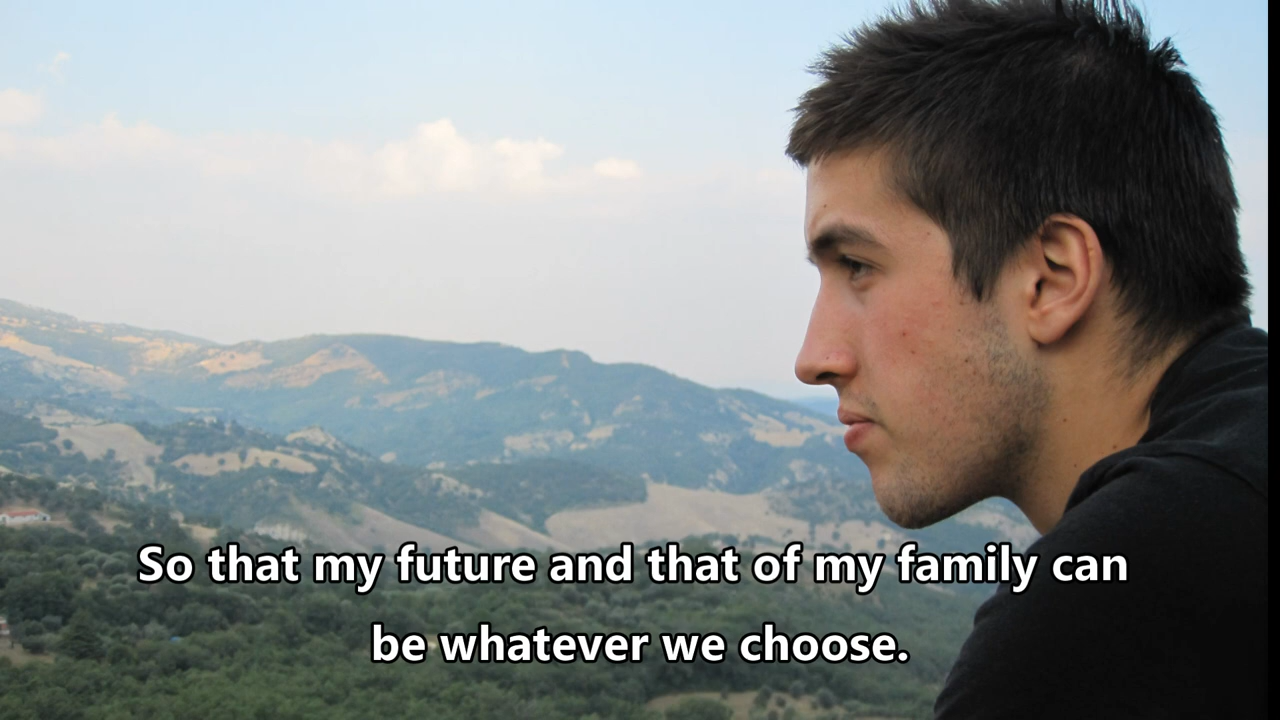 So that my future and that of my family can
be whatever we choose.